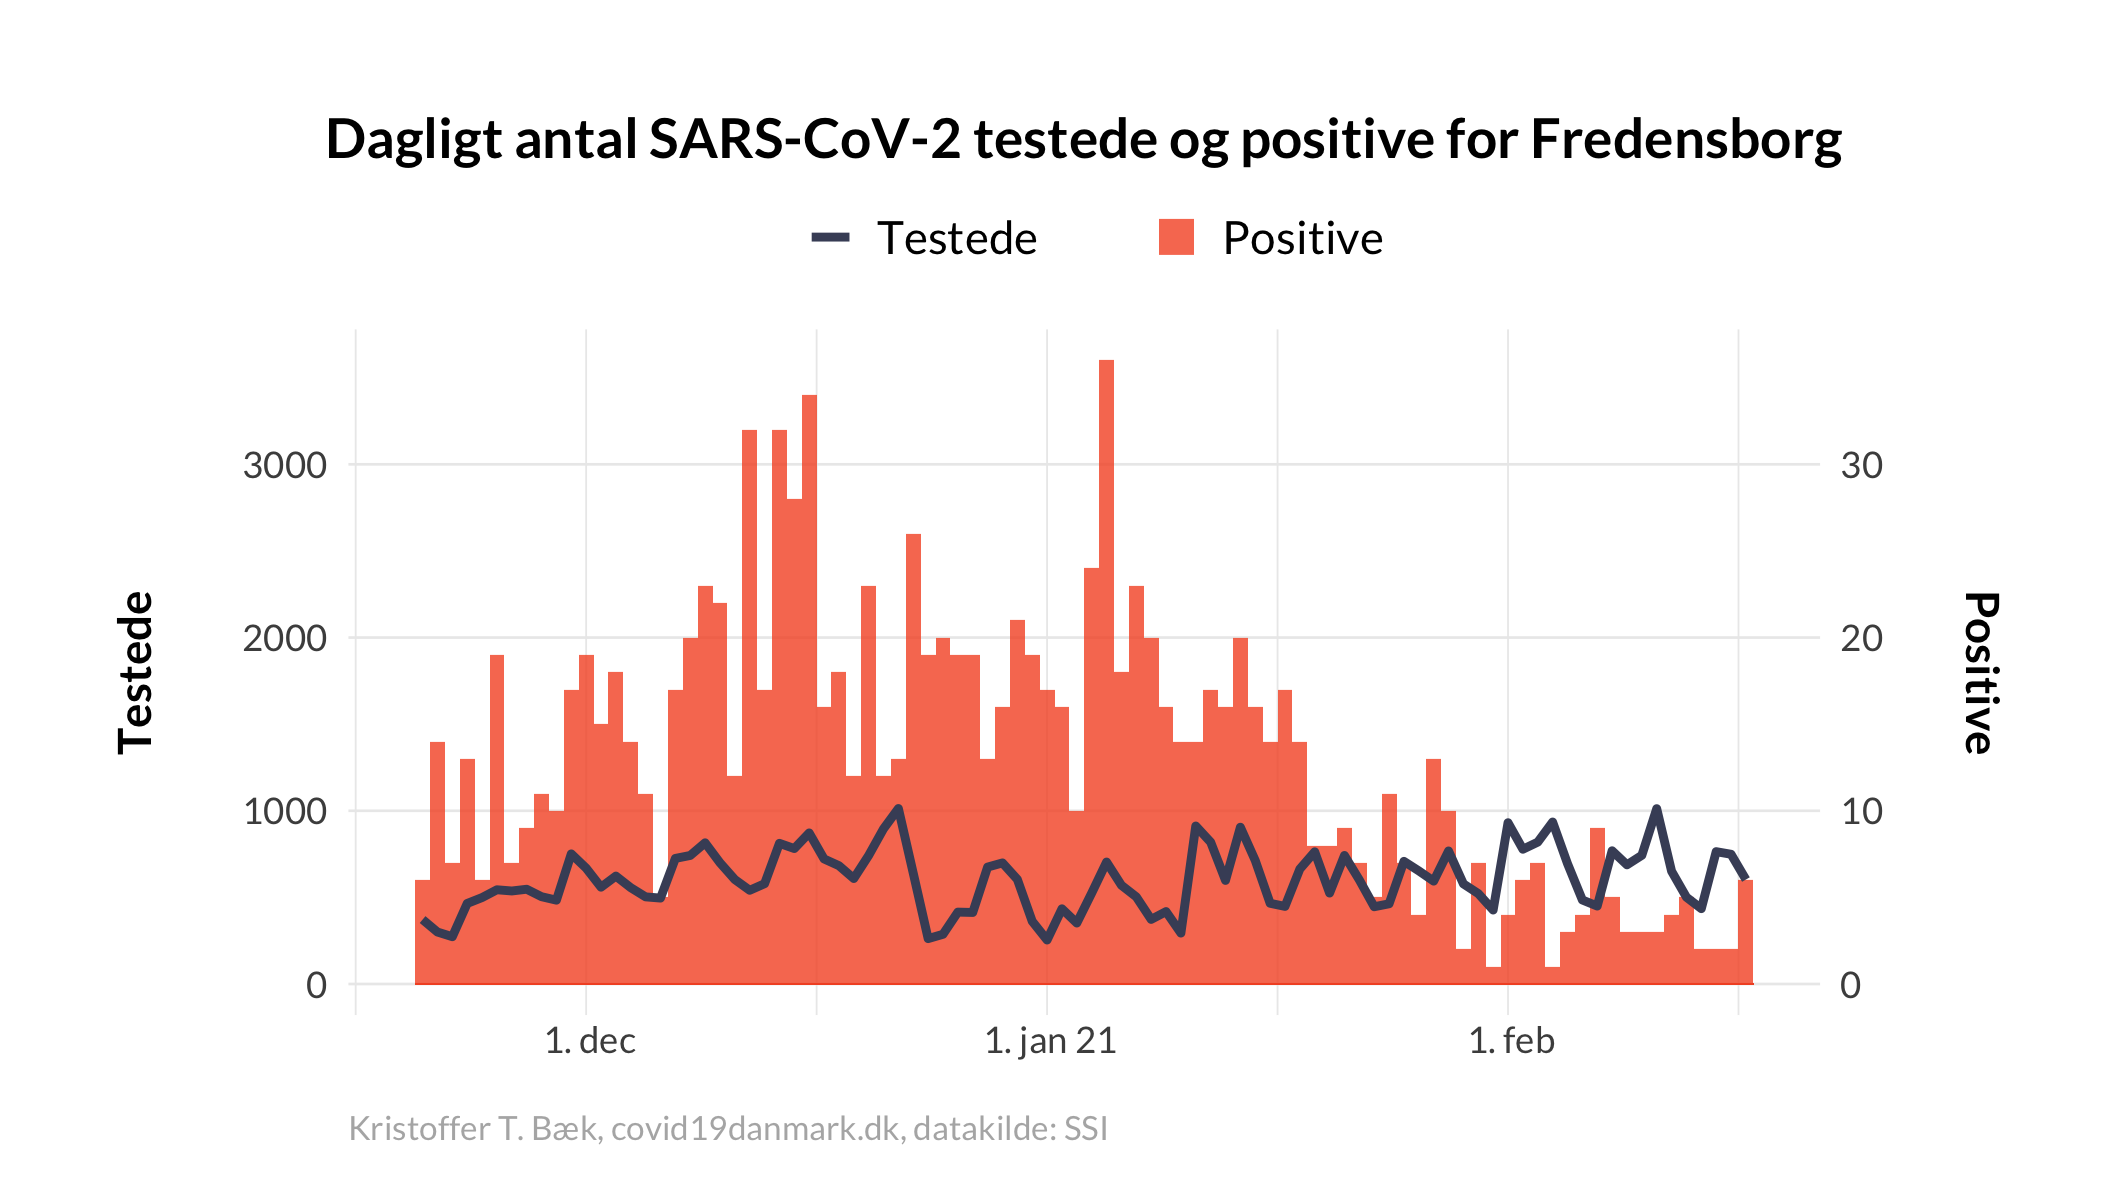 Dagligt antal SARS-CoV-2 testede og positive for Fredensborg
Testede Positive
3000 30
2000 20
1000 10
0 0
Testede
Positive
1. dec 1. jan 21 1. feb
Kristoffer T. Bæk, covid19danmark.dk, datakilde: SSI